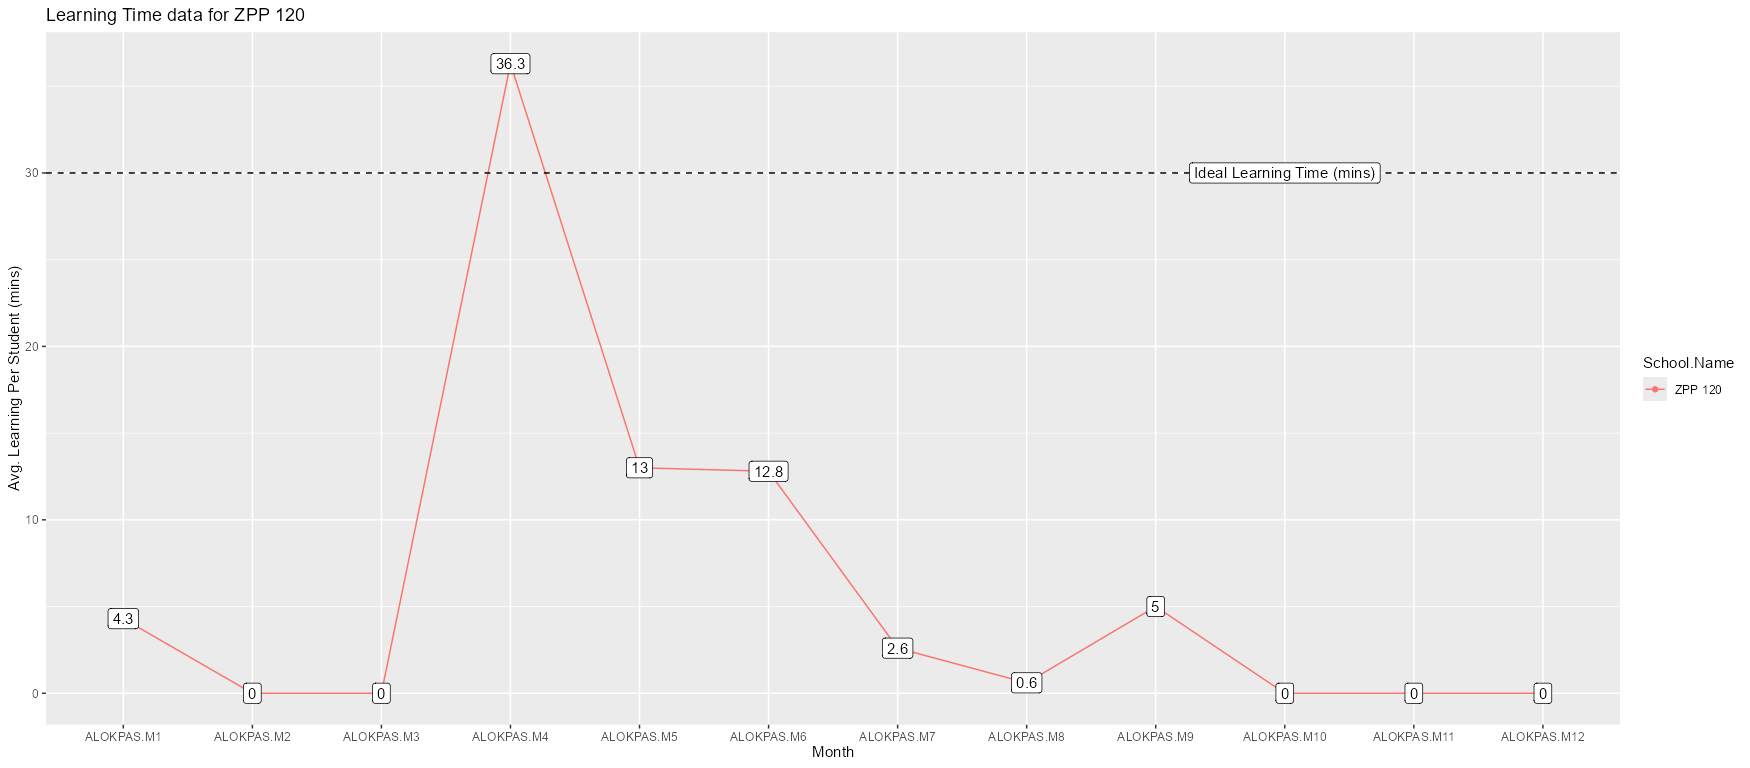 Learning Time data for ZPP 120
Avg. Learning Per Student (mins)
30
20
10
0
36.3
Ideal Learning Time (mins)
13
12.8
4.3
5
2.6
0.6
0
0
0
0
0
ALOKPAS.M1
ALOKPAS.M2
ALOKPAS.M3
ALOKPAS.M4
ALOKPAS.M5
ALOKPAS.M6
ALOKPAS.M7
ALOKPAS.M8
ALOKPAS.M9
ALOKPAS.M10
ALOKPAS.M11
ALOKPAS.M12
Month
School.Name
ZPP 120